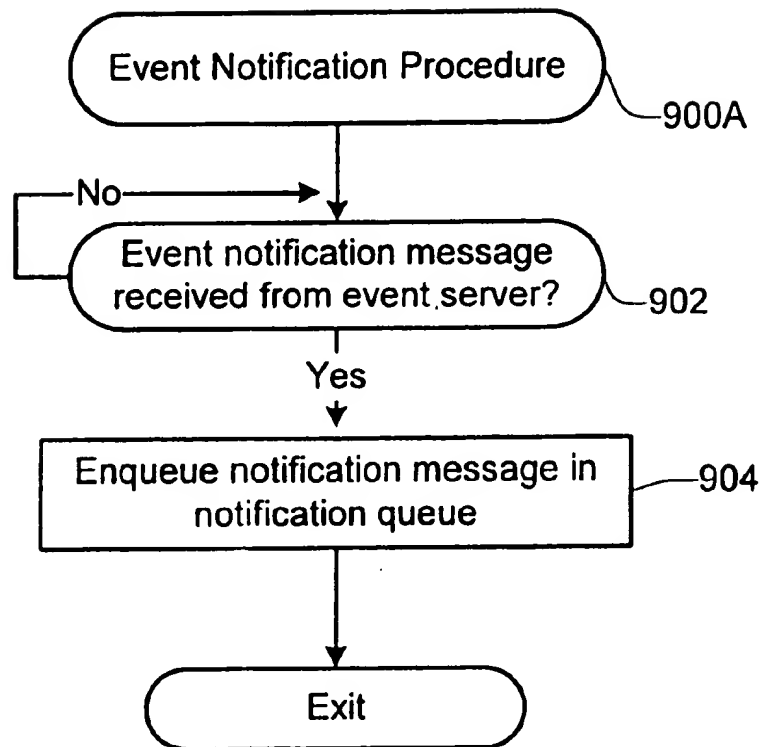 Event Notification Procedure
900A
No
Event notification message
received from event server?
902
Yes
Enqueue notification message in
notification queue
904
Exit